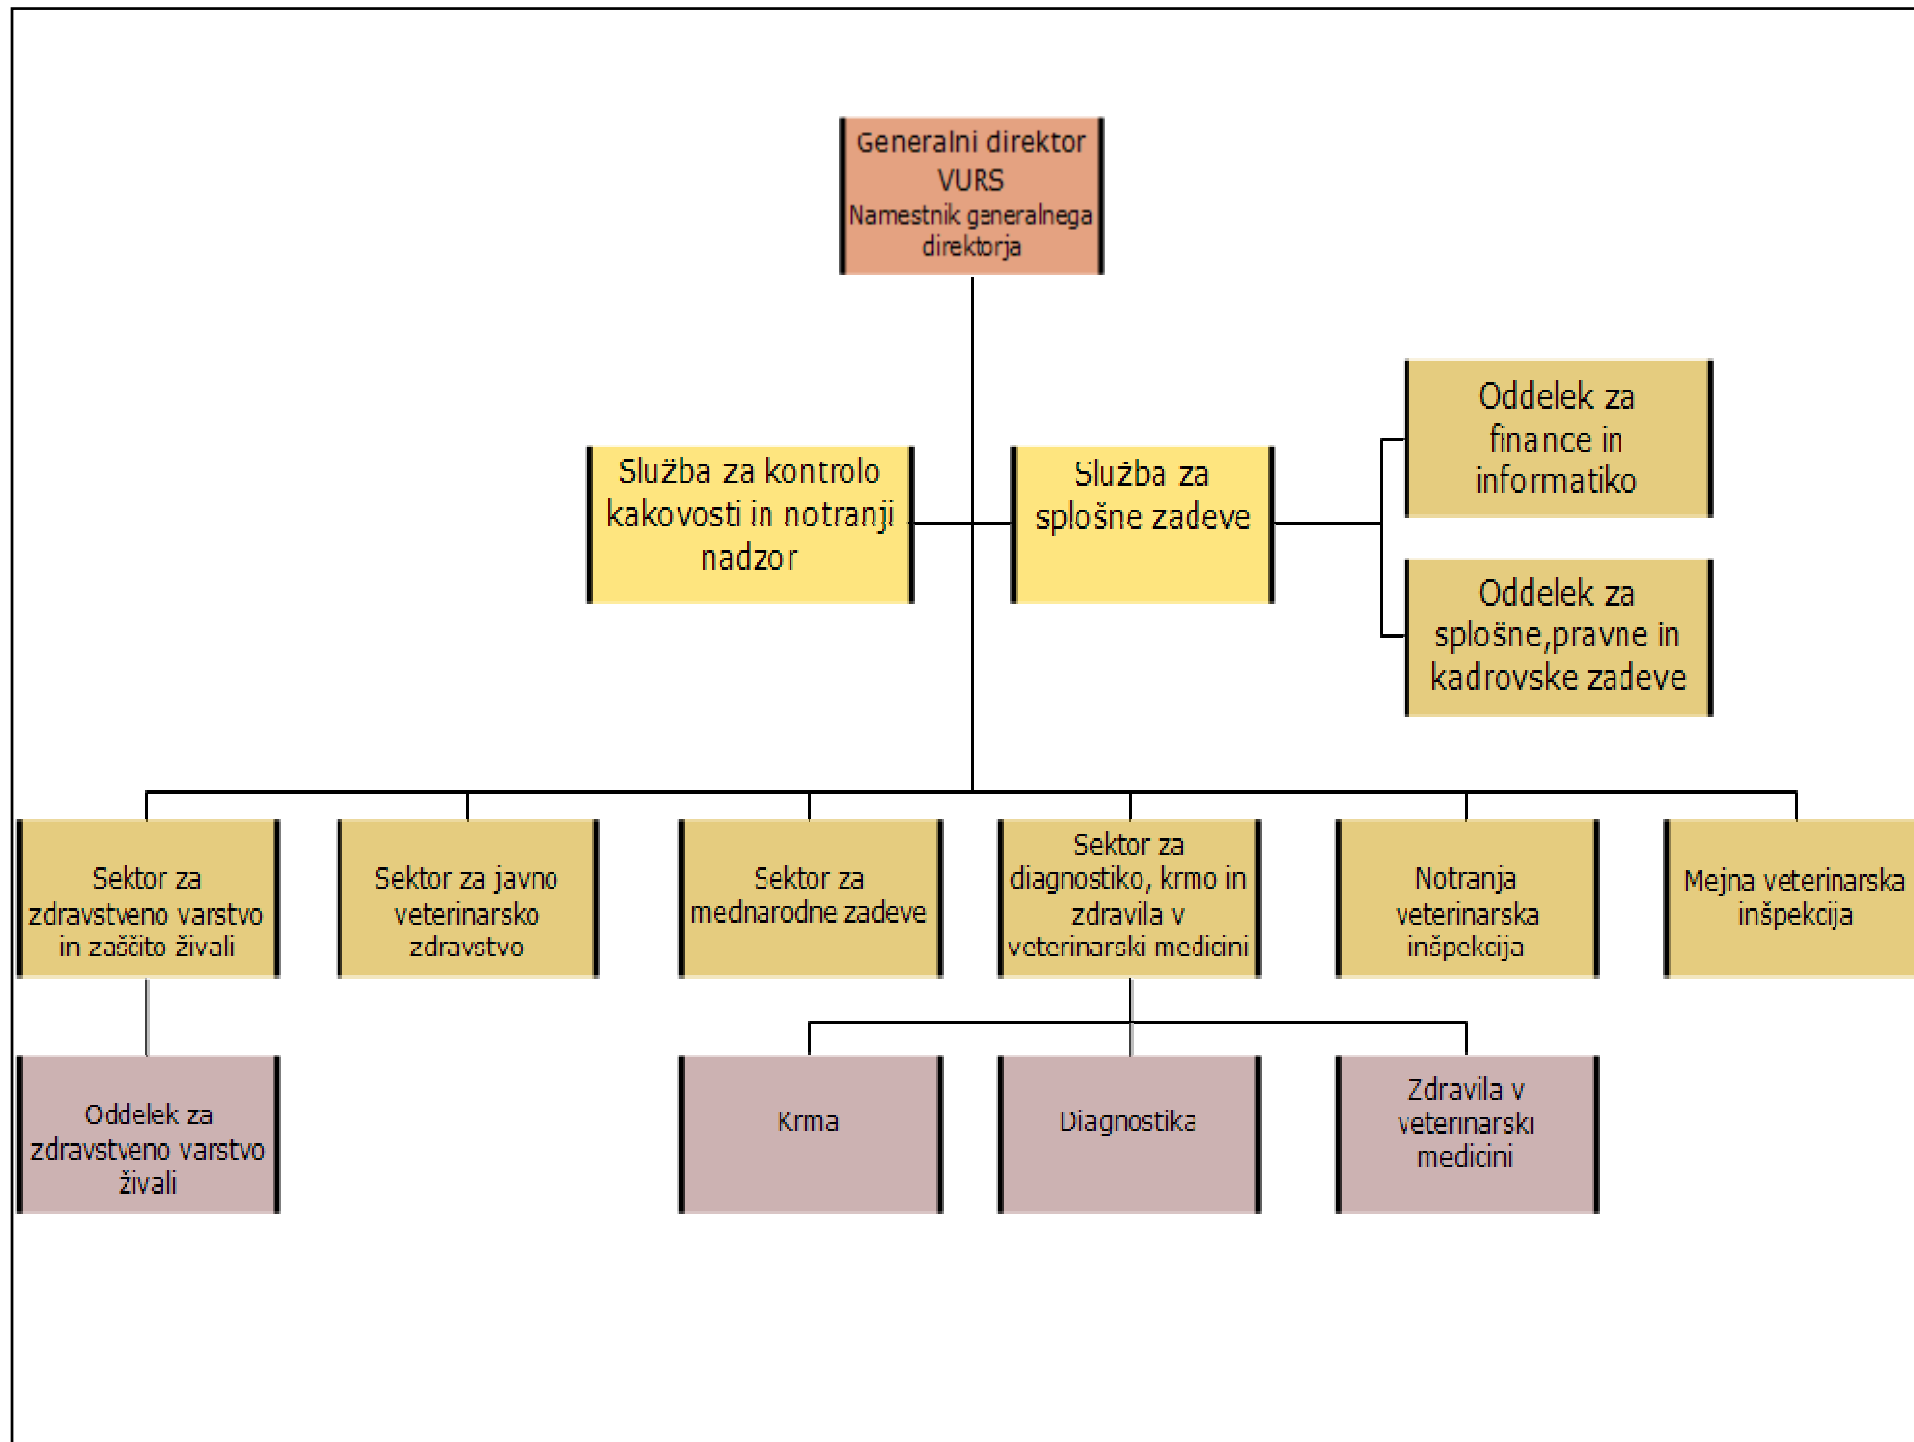 Generalni direktor
VURS
Namestnik generalnega
direktorja
Služba za kontrolo
kakovosti in notranji
nadzor
Služba za
splošne zadeve
Oddelek za
finance in
informatiko
Oddelek za
splošne,pravne in
kadrovske zadeve
Sektor za
zdravstveno varstvo
in zaščito živali
Sektor za javno
veterinarsko
zdravstvo
Sektor za
mednarodne zadeve
Sektor za
diagnostiko, krmo in
zdravila v
veterinarski medicini
Notranja
veterinarska
inšpekcija
Mejna veterinarska
inšpekcija
Oddelek za
zdravstveno varstvo
živali
Krma
Diagnostika
Zdravila v
veterinarski
medicini